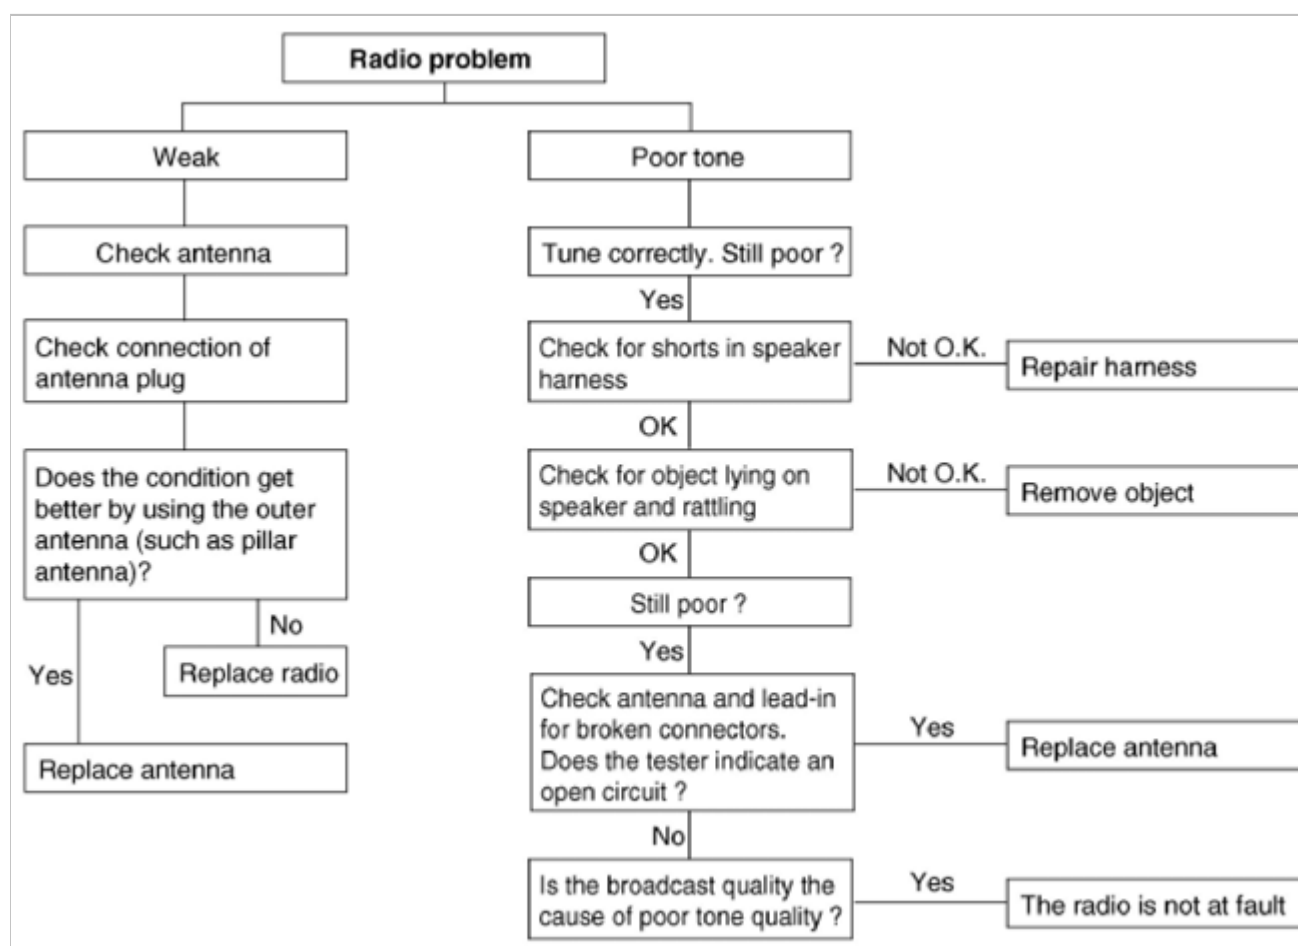 Radio problem
Weak
Check antenna
Check connection of
antenna plug
Does the condition get
better by using the outer
antenna (such as pillar
antenna)?
No
Replace radio
Yes
Replace antenna
Poor tone
Tune correctly. Still poor ?
Yes
Check for shorts in speaker
harness
Not O.K.
Repair harness
OK
Check for object lying on
speaker and rattling
Not O.K.
Remove object
OK
Still poor ?
Yes
Check antenna and lead-in
for broken connectors.
Does the tester indicate an
open circuit ?
Yes
Replace antenna
No
Is the broadcast quality the
cause of poor tone quality ?
Yes
The radio is not at fault